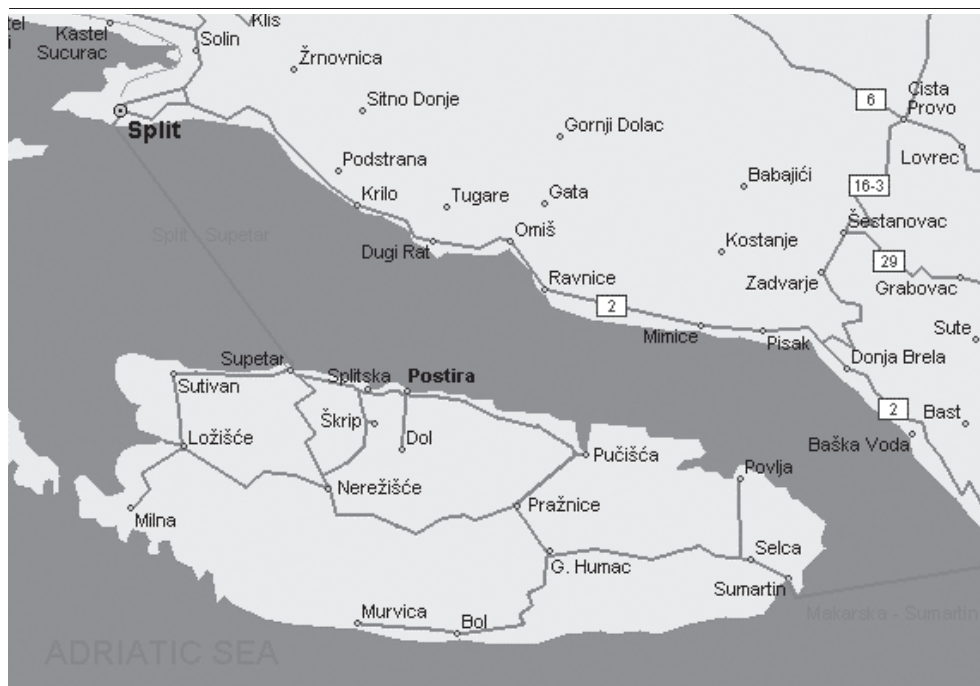 Klis
Kastel
Sucurac
Solin
Žrnovnica
Sitno Donje
Split
Gornji Dolac
6
Cista
Provo
Lovrec
Podstrana
Krilo
Tugare
Gata
Babajići
16-3
Split - Supetar
Dugi Rat
Omiš
Kostanje
Šestanovac
29
Zadvarje
Grabovac
Ravnice
2
Mimice
Pisak
Sute
Donja Brela
Supetar
Splitska
Postira
Sutivan
2
Bast
Škrip
Dol
Baška Voda
Ložišće
Pučišća
Povlja
Nerežišće
Pražnice
Milna
Selca
G. Humac
Sumartin
Makarska - Sumartin
Murvica
Bol
ADRIATIC SEA